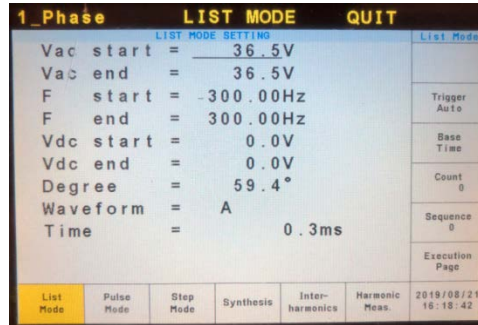 1_Phase LIST MODE QUIT
LIST MODE SETTING
List Mode
Vac start = 36.5V
Vac end = 36.5V
F start = 300.00Hz
F end = 300.00Hz
Vdc start = 0.0V
Vdc end = 0.0V
Degree = 59.4°
Waveform = A
Time = 0.3ms
Trigger
Auto
Base
Time
Count
0
Sequence
0
Execution
Page
List
Mode
Pulse
Mode
Step
Mode
Synthesis
Inter-
harmonics
Harmonic
Meas.
2019/08/21
16:18:42